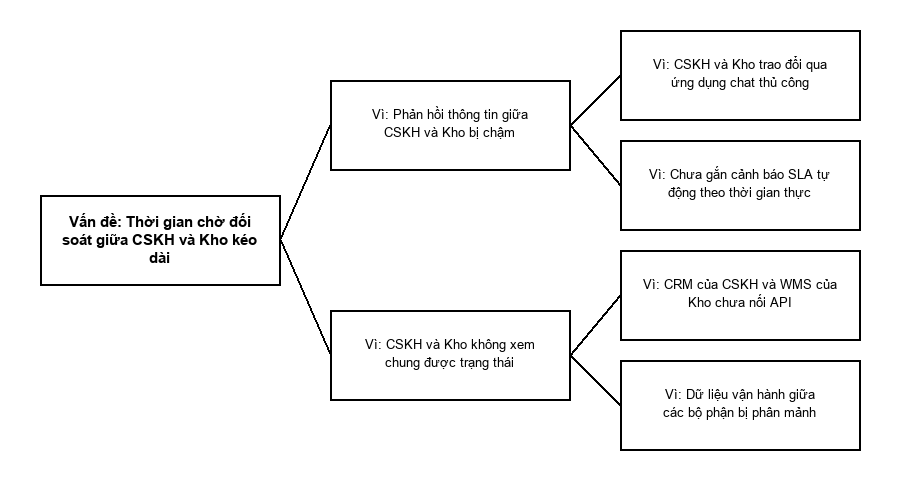 Vấn đề: Thời gian chờ đối
soát giữa CSKH và Kho kéo
dài
Vì: Phản hồi thông tin giữa
CSKH và Kho bị chậm
Vì: CSKH và Kho trao đổi qua
ứng dụng chat thủ công
Vì: Chưa gắn cảnh báo SLA tự
động theo thời gian thực
Vì: CSKH và Kho không xem
chung được trạng thái
Vì: CRM của CSKH và WMS của
Kho chưa nối API
Vì: Dữ liệu vận hành giữa
các bộ phận bị phân mảnh